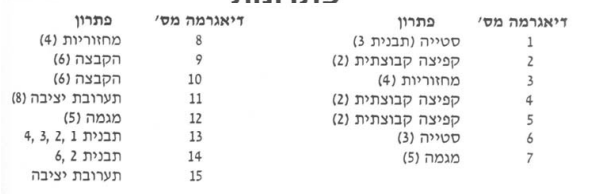 פתרונות
דיאגרמה מס׳ פתרון
1 סטייה (תבנית 3)
2 קפיצה קבוצתית (2)
3 מחזוריות (4)
4 קפיצה קבוצתית (2)
5 קפיצה קבוצתית (2)
6 סטייה (3)
7 מגמה (5)
דיאגרמה מס׳ פתרון
8 מחזוריות (4)
9 הקבצה (6)
10 הקבצה (6)
11 תערובת יציבה (8)
12 מגמה (5)
13 תבנית 1, 2, 3, 4
14 תבנית 2, 6
15 תערובת יציבה